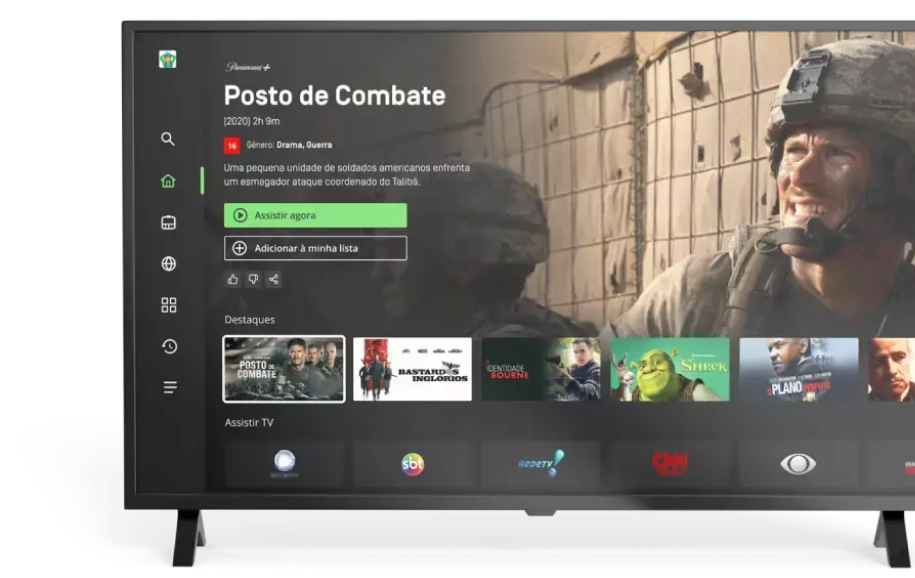 Paramount+
Posto de Combate
(2020) 2h 9m
16 Gênero: Drama, Guerra
Uma pequena unidade de soldados americanos enfrenta
um esmagador ataque coordenado do Talibã.
Assistir agora
Adicionar à minha lista
Destaques
POSTO DE
COMBATE
BASTARDOS
INGLÓRIOS
A
IDENTIDADE
BOURNE
SHREK
O PLANO PERFEITO
Assistir TV
RECORDTV
sbt
REDETV!
CNN